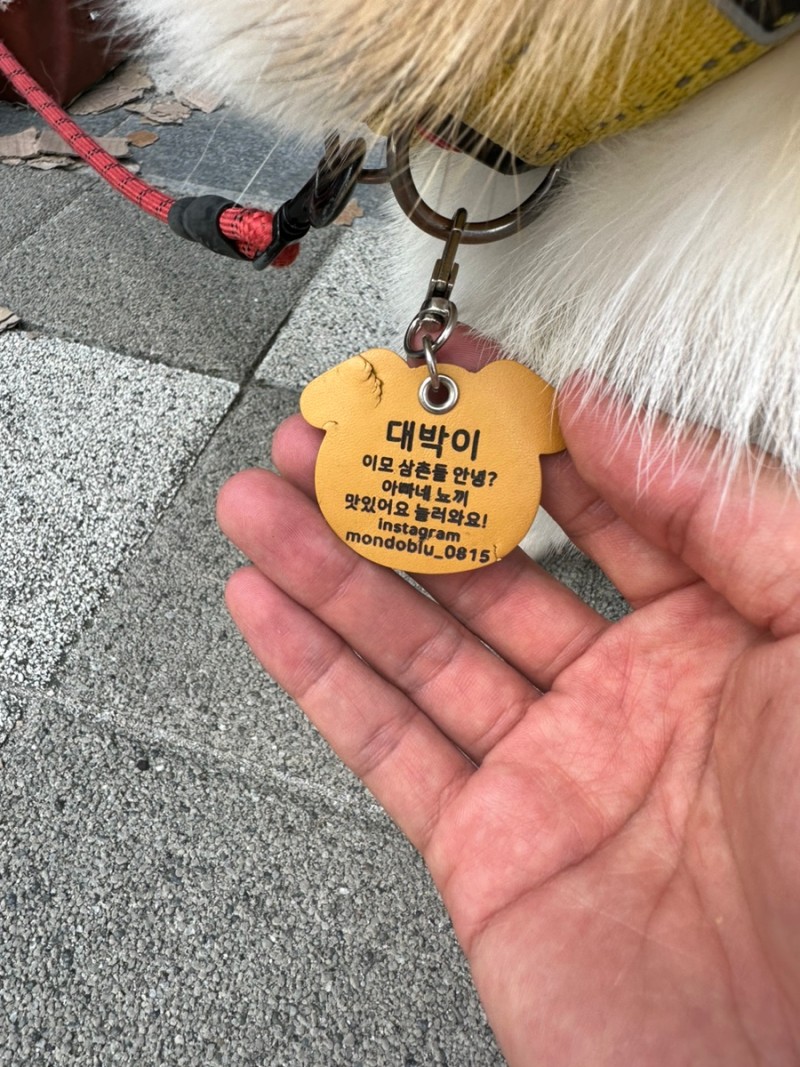 대박이
이모 삼촌들 안녕?
아빠네 뇨끼
맛있어요 놀러와요!
instagram
mondoblu_0815